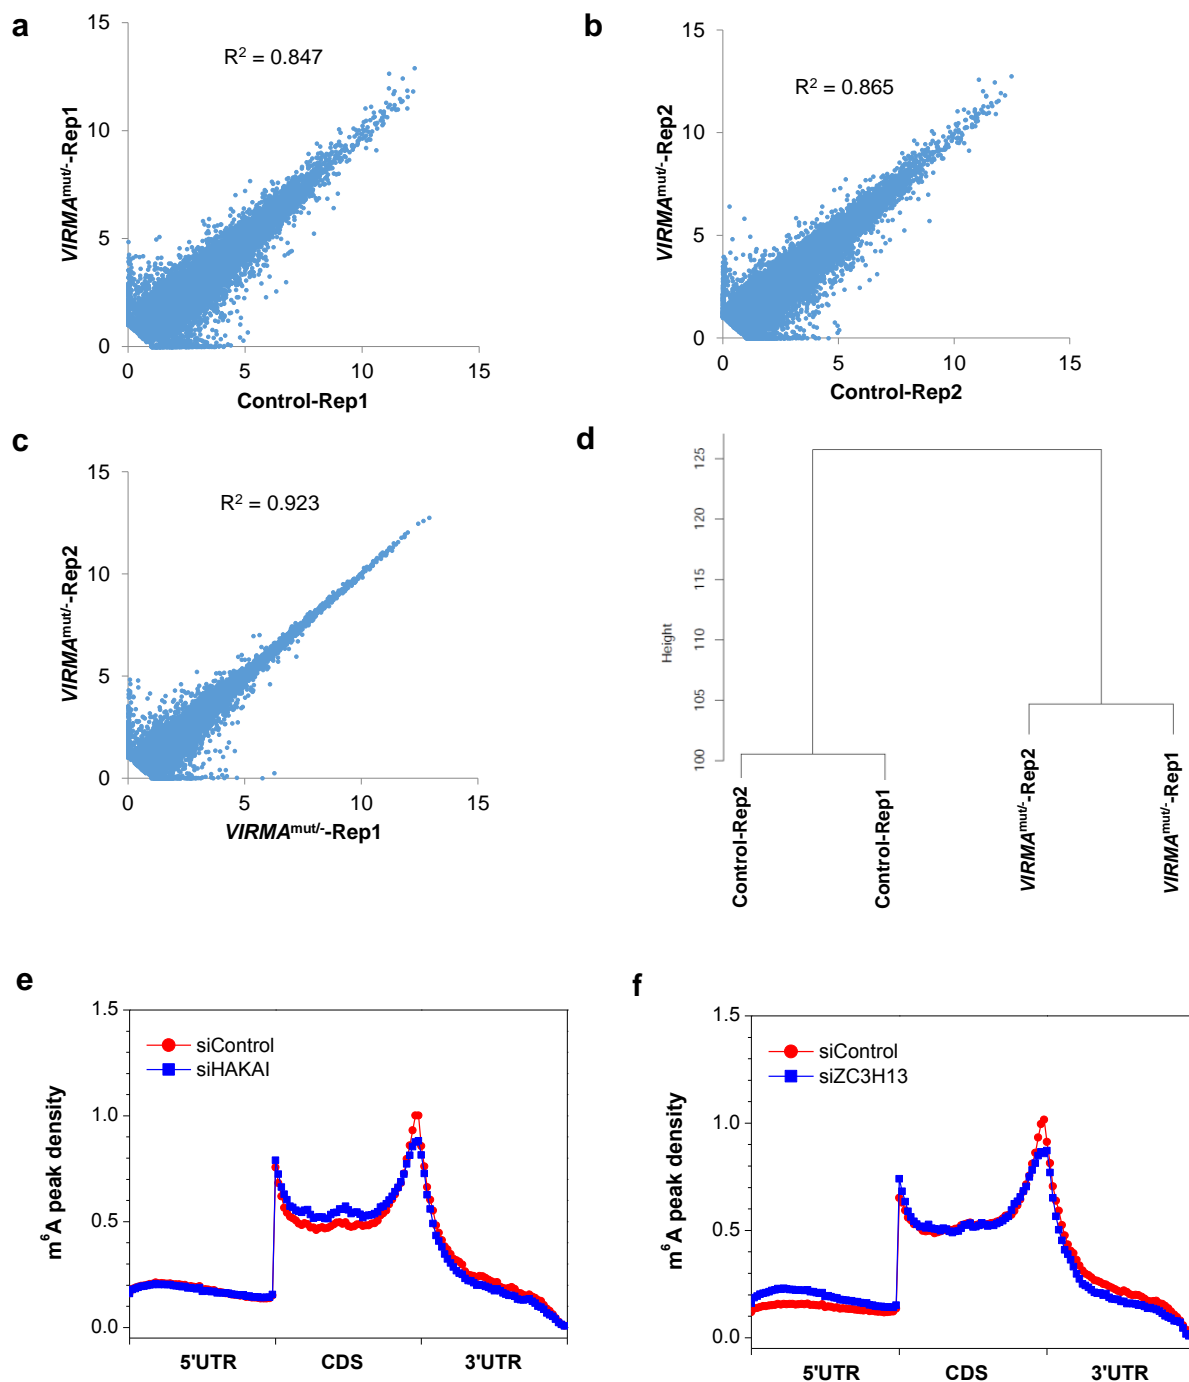 a
15
10
5
0
0
5
10
15
R² = 0.847
VIRMAmut/--Rep1
Control-Rep1
b
15
10
5
0
0
5
10
15
R² = 0.865
VIRMAmut/--Rep2
Control-Rep2
c
15
10
5
0
0
5
10
15
R² = 0.923
VIRMAmut/--Rep2
VIRMAmut/--Rep1
d
125
120
115
110
105
100
Height
Control-Rep2
Control-Rep1
VIRMAmut/--Rep2
VIRMAmut/--Rep1
e
1.5
1.0
0.5
0.0
m⁶A peak density
siControl
siHAKAI
5'UTR
CDS
3'UTR
f
1.5
1.0
0.5
0.0
m⁶A peak density
siControl
siZC3H13
5'UTR
CDS
3'UTR